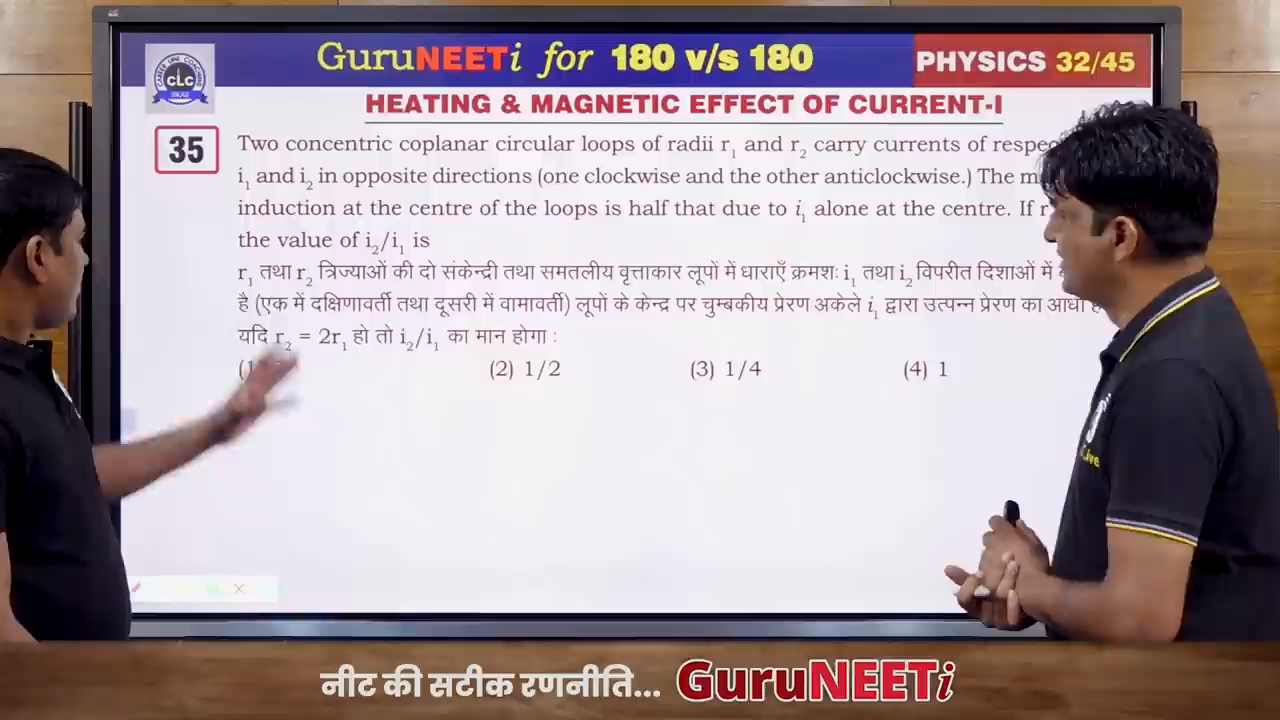 GuruNEETi for 180 v/s 180
PHYSICS 32/45
CLC
HEATING & MAGNETIC EFFECT OF CURRENT-I
35
Two concentric coplanar circular loops of radii r₁ and r₂ carry currents of
i₁ and i₂ in opposite directions (one clockwise and the other anticlockwise.) The
induction at the centre of the loops is half that due to i₁ alone at the centre. If
the value of i₂/i₁ is
r₁ तथा r₂ त्रिज्याओं की दो संकेन्द्री तथा समतलीय वृत्ताकार लूपों में धाराएँ क्रमशः i₁ तथा i₂ विपरीत दिशाओं में
है (एक में दक्षिणावर्ती तथा दूसरी में वामावर्ती) लूपों के केन्द्र पर चुम्बकीय प्रेरण अकेले i₁ द्वारा उत्पन्न प्रेरण का आधा
यदि r₂ = 2r₁ हो तो i₂/i₁ का मान होगा :
(2) 1/2 (3) 1/4 (4) 1
नीट की सटीक रणनीति... GuruNEETi